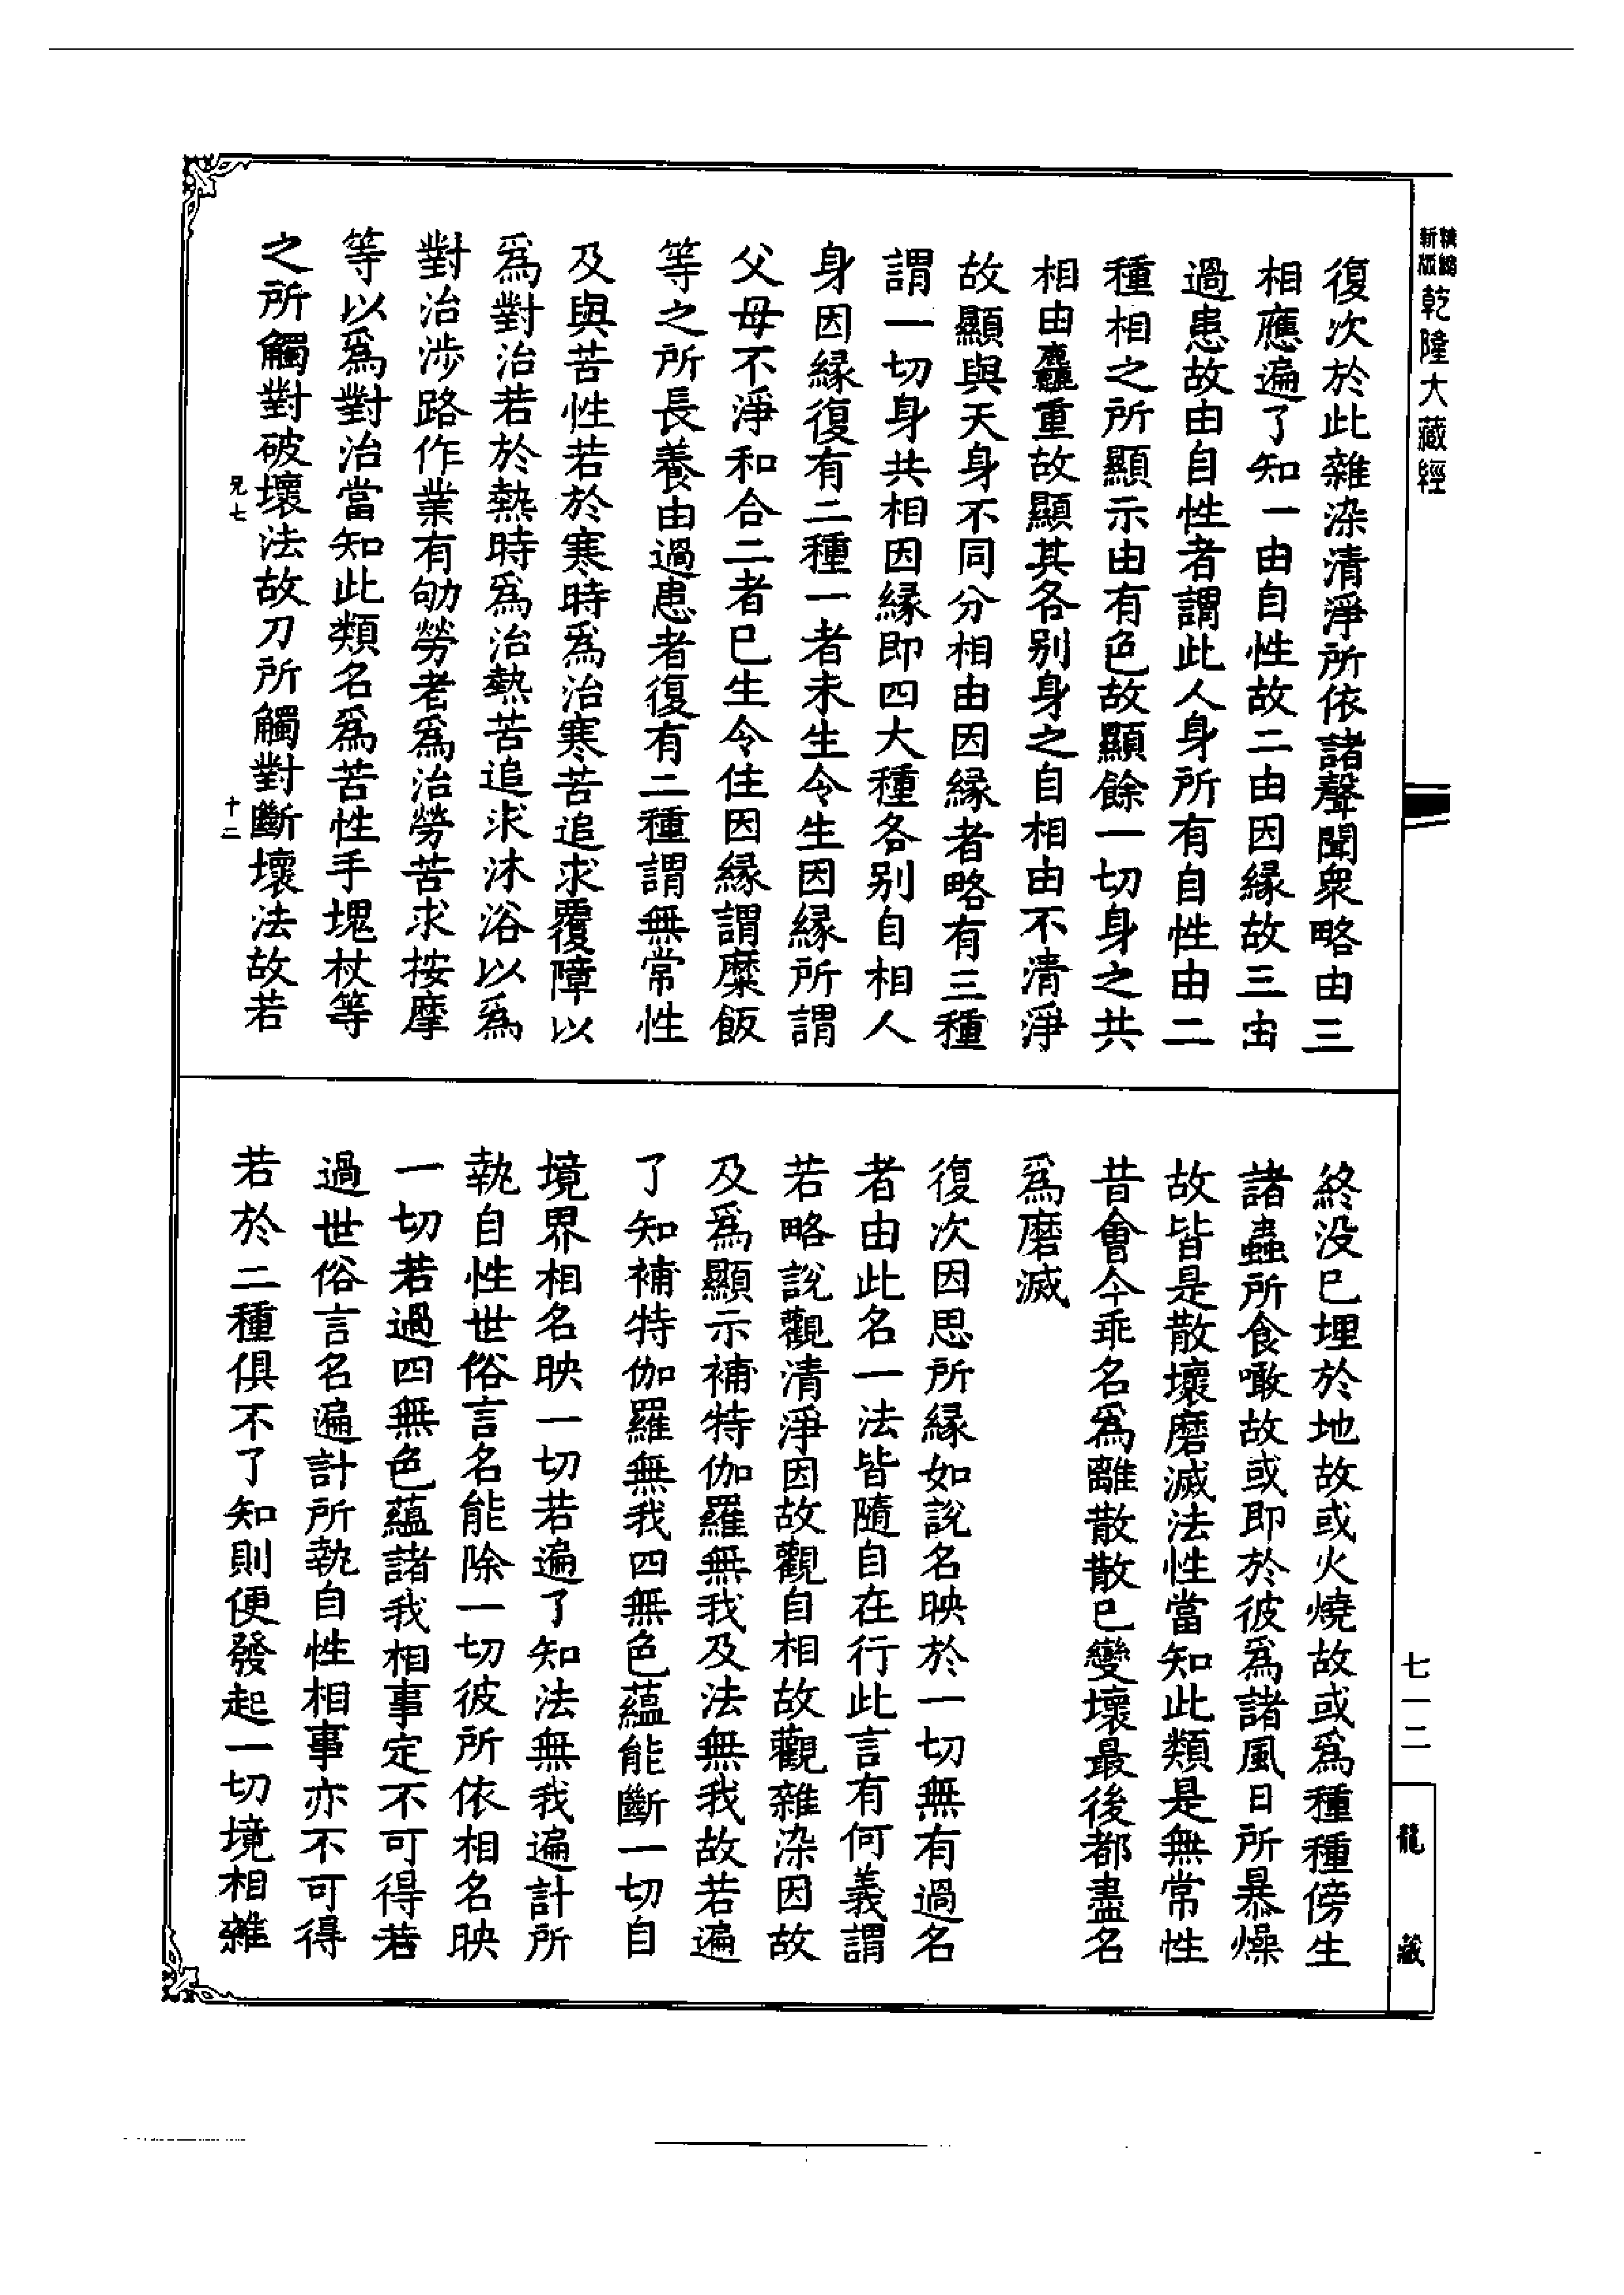 精縮
新版
乾隆大藏經
復次於此雜染清淨所依諸聲聞衆略由三
相應遍了知一由自性故二由因緣故三由
過患故由自性者謂此人身所有自性由二
種相之所顯示由有色故顯餘一切身之共
相由麤重故顯其各別身之自相由不清淨
故顯與天身不同分相由因緣者略有三種
謂一切身共相因緣即四大種各別自相人
身因緣復有二種一者未生令生因緣所謂
父母不淨和合二者已生令住因緣謂糜飯
等之所長養由過患者復有二種謂無常性
及與苦性若於寒時爲治寒苦追求覆障以
爲對治若於熱時爲治熱苦追求沐浴以爲
對治涉路作業有劬勞者爲治勞苦求按摩
等以爲對治當知此類名爲苦性手塊杖等
之所觸對破壞法故刀所觸對斷壞法故若
兄七
十二
終没已埋於地故或火燒故或爲種種傍生
諸蟲所食噉故或即於彼爲諸風日所暴燥
故皆是散壞磨滅法性當知此類是無常性
昔會今乖名爲離散散已變壞最後都盡名
爲磨滅
復次因思所緣如說名映於一切無有過名
者由此名一法皆隨自在行此言有何義謂
若略說觀清淨因故觀自相故觀雜染因故
及爲顯示補特伽羅無我及法無我故若遍
了知補特伽羅無我四無色蘊能斷一切自
境界相名映一切若遍了知法無我遍計所
執自性世俗言名能除一切彼所依相名映
一切若過四無色蘊諸我相事定不可得若
過世俗言名遍計所執自性相事亦不可得
若於二種俱不了知則便發起一切境相雜
七一二
龍藏